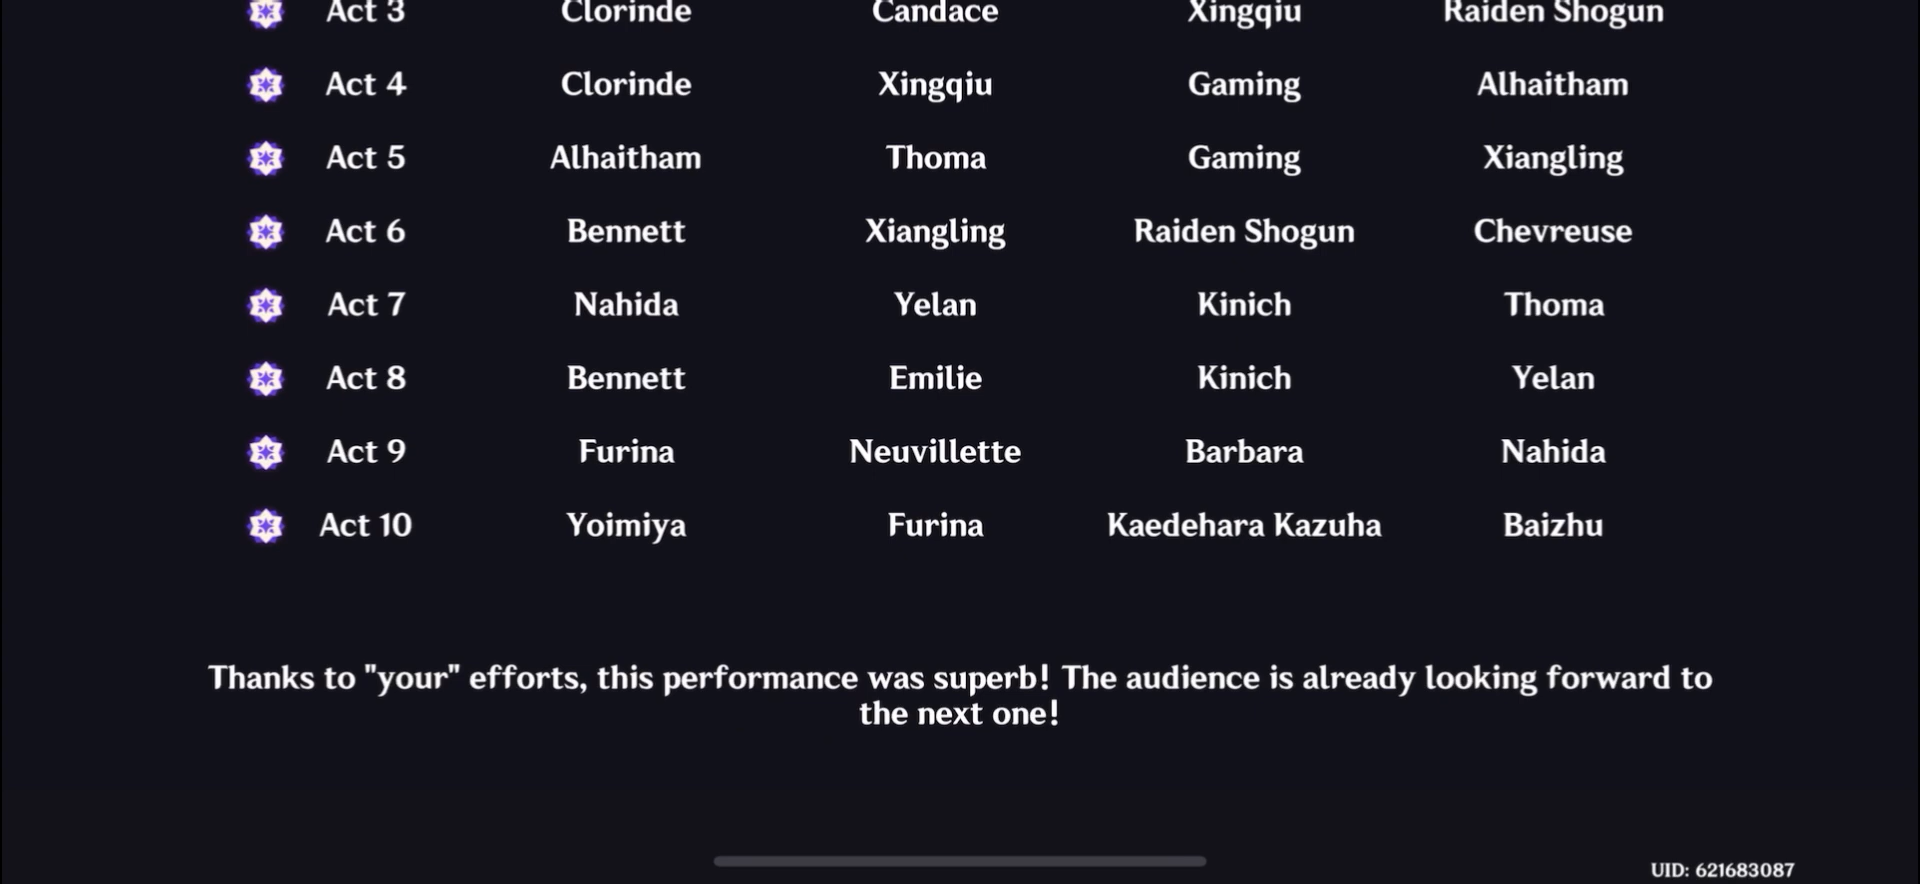 Act 3 Clorinde Candace Xingqiu Raiden Shogun
Act 4 Clorinde Xingqiu Gaming Alhaitham
Act 5 Alhaitham Thoma Gaming Xiangling
Act 6 Bennett Xiangling Raiden Shogun Chevreuse
Act 7 Nahida Yelan Kinich Thoma
Act 8 Bennett Emilie Kinich Yelan
Act 9 Furina Neuvillette Barbara Nahida
Act 10 Yoimiya Furina Kaedehara Kazuha Baizhu
Thanks to "your" efforts, this performance was superb! The audience is already looking forward to
the next one!
UID: 621683087